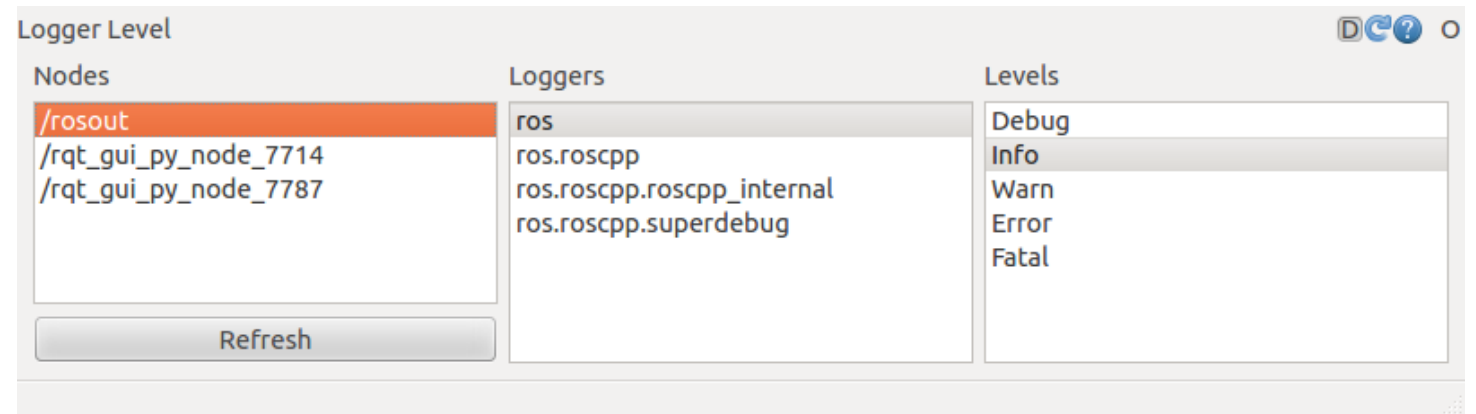 Logger Level
D ? O
Nodes
/rosout
/rqt_gui_py_node_7714
/rqt_gui_py_node_7787
Refresh
Loggers
ros
ros.roscpp
ros.roscpp.roscpp_internal
ros.roscpp.superdebug
Levels
Debug
Info
Warn
Error
Fatal